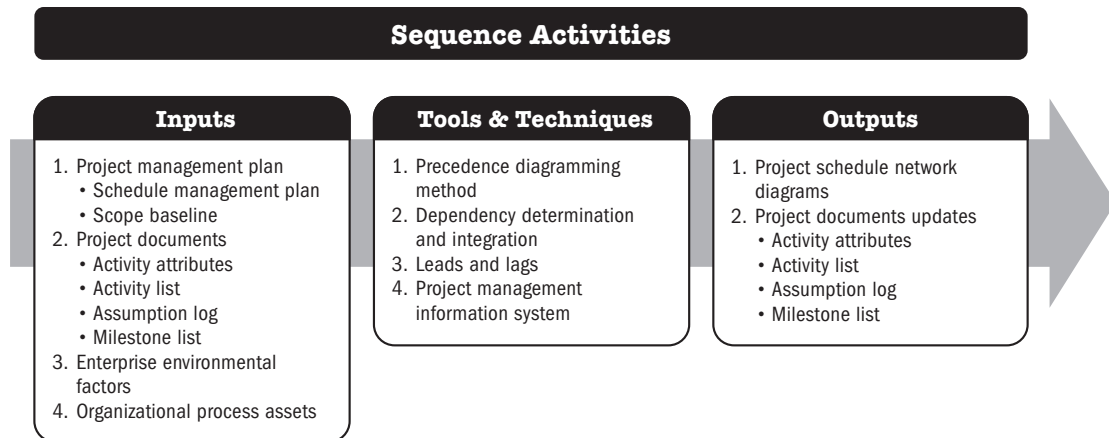 Sequence Activities
Inputs
1. Project management plan
• Schedule management plan
• Scope baseline
2. Project documents
• Activity attributes
• Activity list
• Assumption log
• Milestone list
3. Enterprise environmental
factors
4. Organizational process assets
Tools & Techniques
1. Precedence diagramming
method
2. Dependency determination
and integration
3. Leads and lags
4. Project management
information system
Outputs
1. Project schedule network
diagrams
2. Project documents updates
• Activity attributes
• Activity list
• Assumption log
• Milestone list